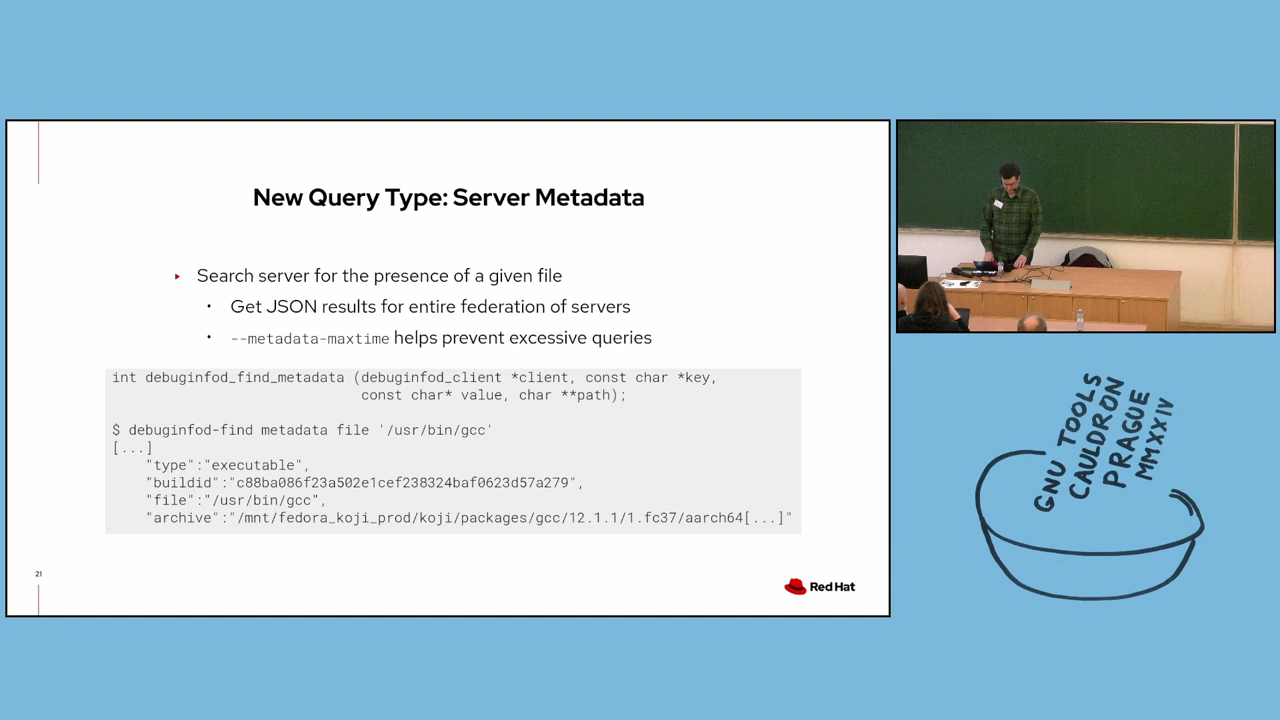 New Query Type: Server Metadata
▸ Search server for the presence of a given file
• Get JSON results for entire federation of servers
• --metadata-maxtime helps prevent excessive queries
int debuginfod_find_metadata (debuginfod_client *client, const char *key,
const char* value, char **path);
$ debuginfod-find metadata file '/usr/bin/gcc'
[...]
"type":"executable",
"buildid":"c88ba086f23a502e1cef238324baf0623d57a279",
"file":"/usr/bin/gcc",
"archive":"/mnt/fedora_koji_prod/koji/packages/gcc/12.1.1/1.fc37/aarch64[...]"
21
Red Hat
GNU TOOLS
CAULDRON
PRAGUE
MMXXIV